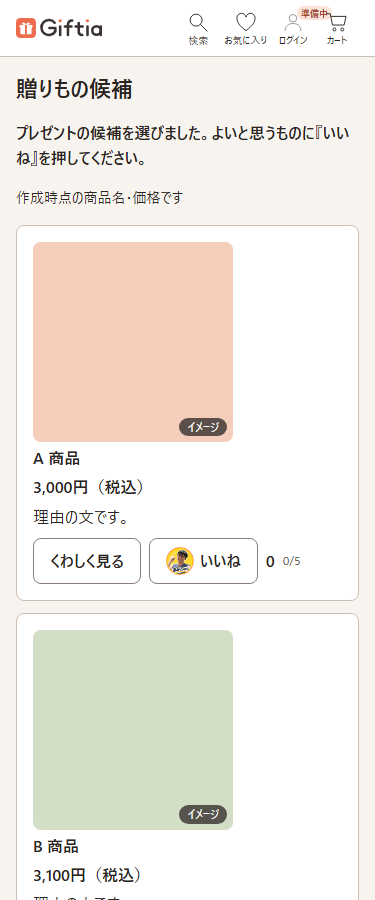 Giftia
準備中
検索
お気に入り
ログイン
カート
贈りもの候補
プレゼントの候補を選びました。よいと思うものに『いい
ね』を押してください。
作成時点の商品名・価格です
イメージ
A 商品
3,000円（税込）
理由の文です。
くわしく見る
いいね
0
0/5
イメージ
B 商品
3,100円（税込）